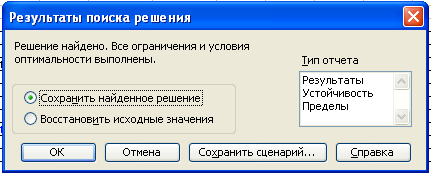 Результаты поиска решения
Решение найдено. Все ограничения и условия
оптимальности выполнены.
Тип отчета
Результаты
Устойчивость
Пределы
Сохранить найденное решение
Восстановить исходные значения
ОК
Отмена
Сохранить сценарий...
Справка